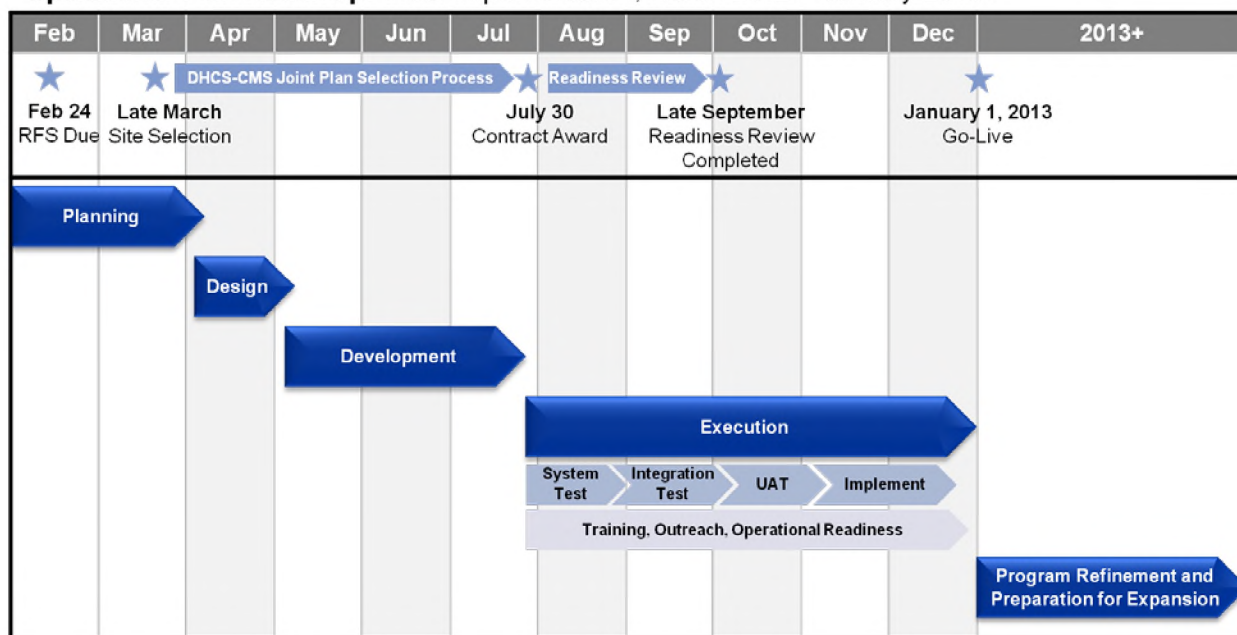 Feb Mar Apr May Jun Jul Aug Sep Oct Nov Dec 2013+
DHCS-CMS Joint Plan Selection Process
Readiness Review
Feb 24
RFS Due
Late March
Site Selection
July 30
Contract Award
Late September
Readiness Review
Completed
January 1, 2013
Go-Live
Planning
Design
Development
Execution
System
Test
Integration
Test
UAT
Implement
Training, Outreach, Operational Readiness
Program Refinement and
Preparation for Expansion